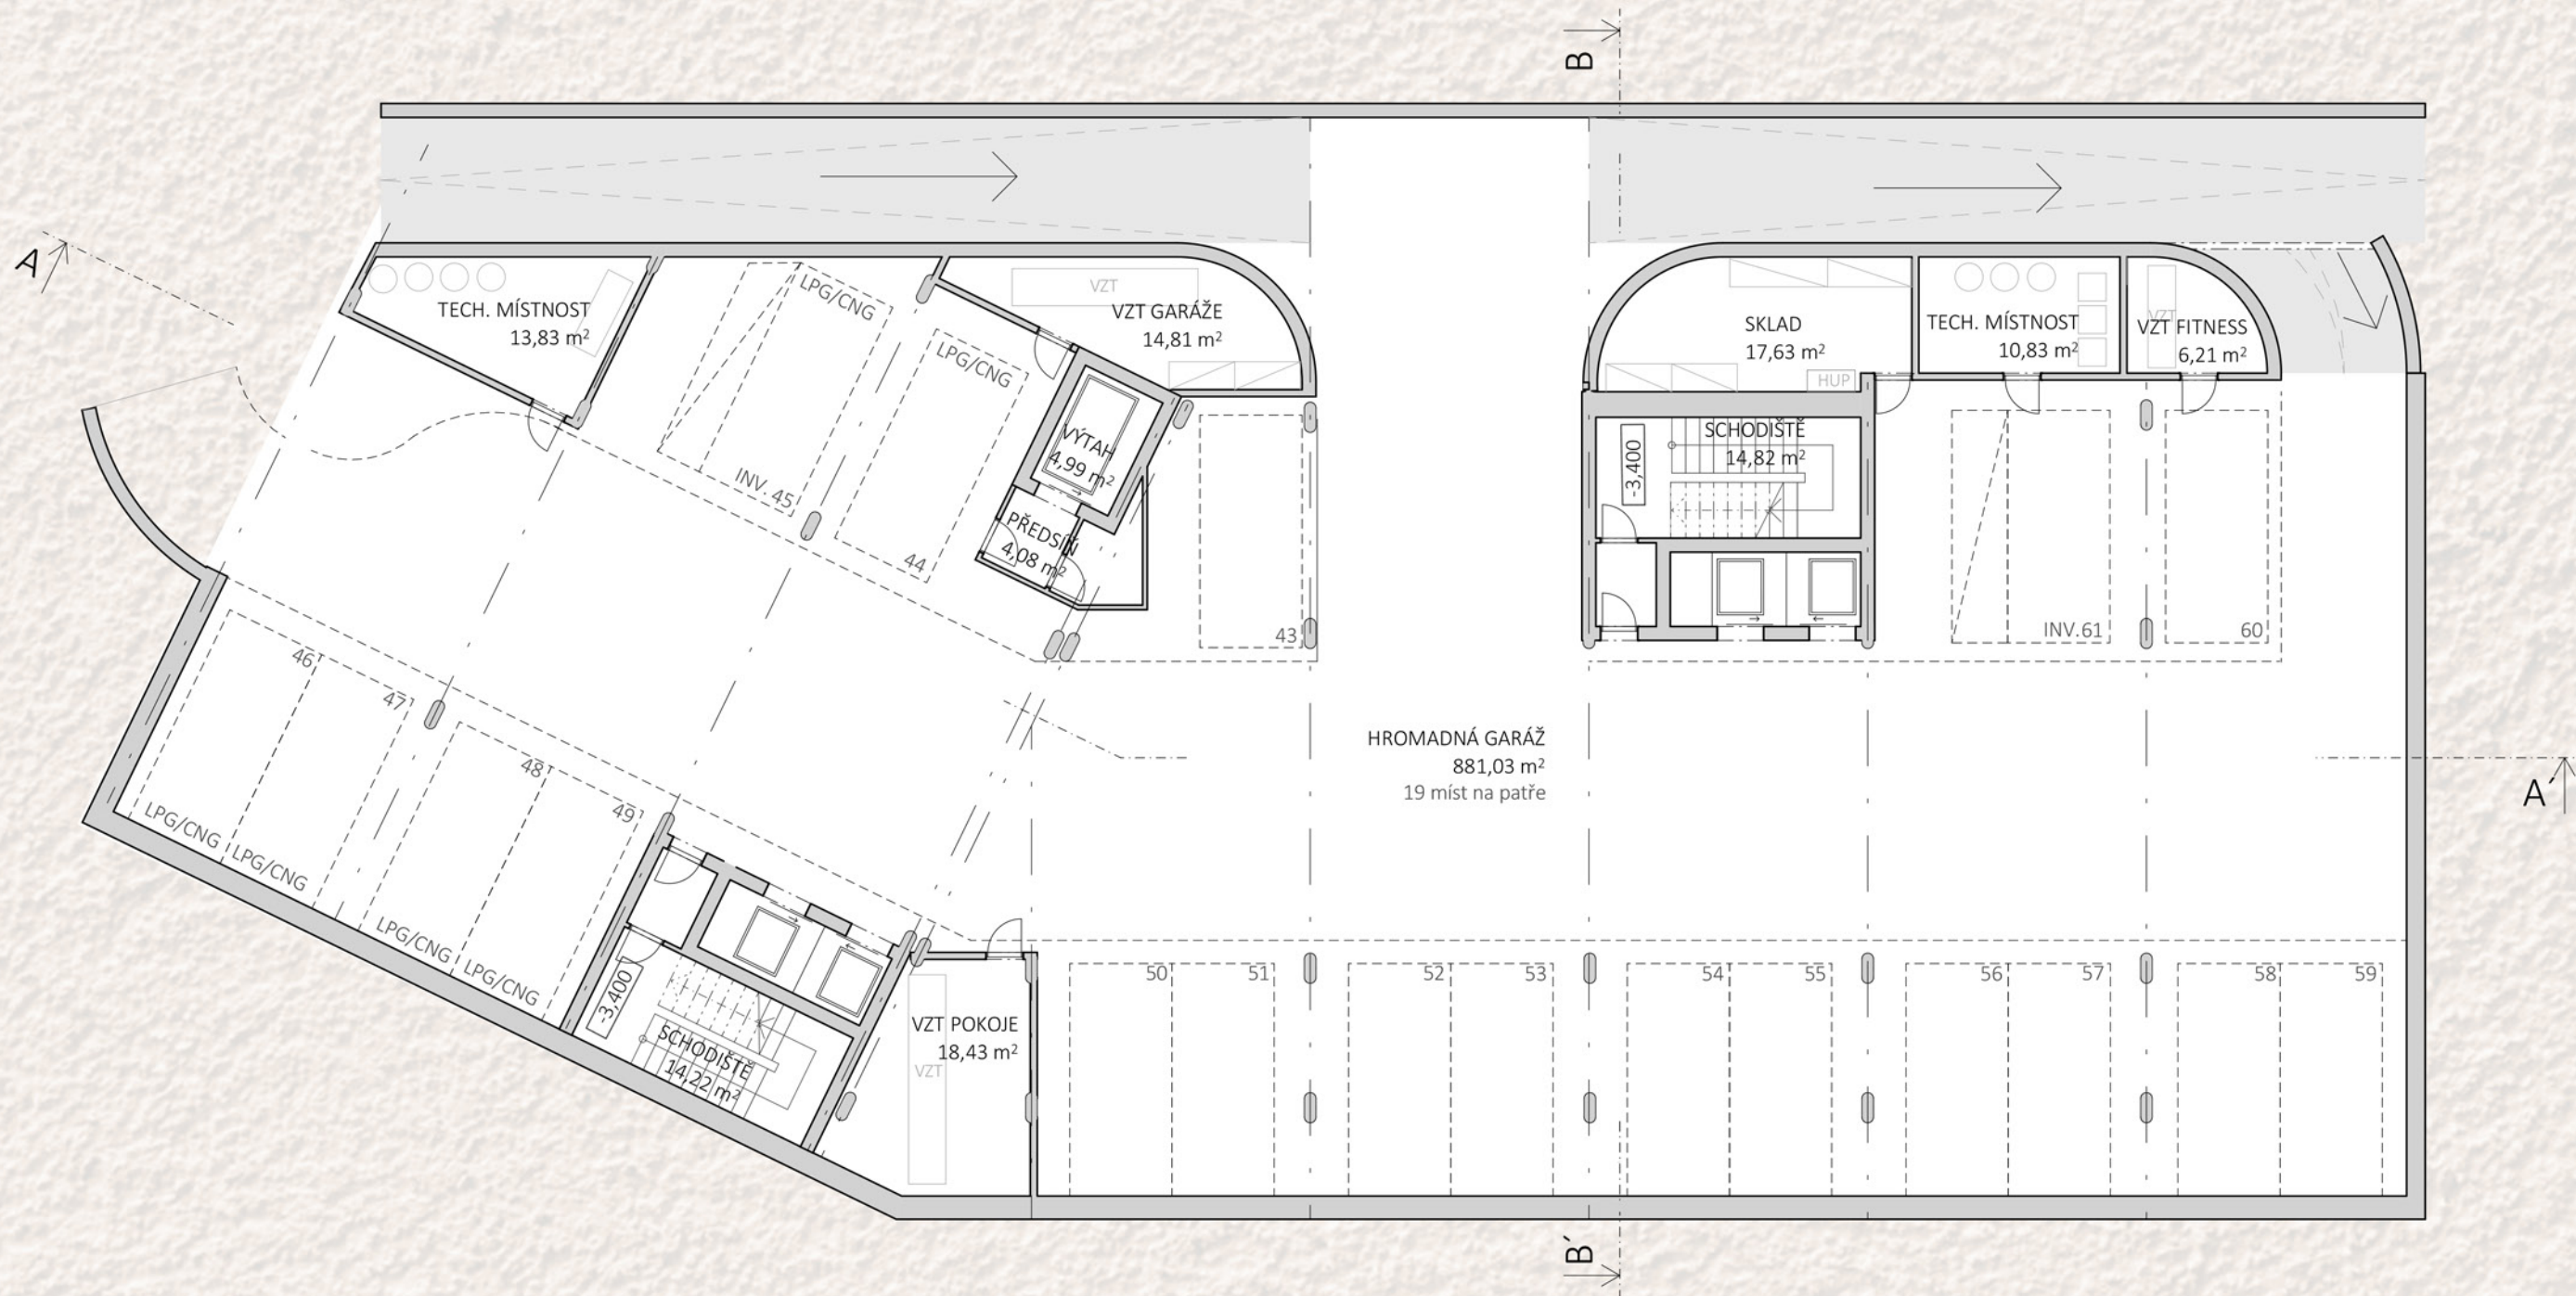 B
A
TECH. MÍSTNOST
13,83 m²
LPG/CNG
INV. 45
LPG/CNG
44
VZT
VZT GARÁŽE
14,81 m²
VÝTAH
4,99 m²
PŘEDSÍŇ
4,08 m²
43
SKLAD
17,63 m²
HUP
TECH. MÍSTNOST
10,83 m²
VZT
VZT FITNESS
6,21 m²
SCHODIŠTĚ
14,82 m²
-3,400
INV.61
60
46
47
48
49
LPG/CNG
LPG/CNG
LPG/CNG
LPG/CNG
HROMADNÁ GARÁŽ
881,03 m²
19 míst na patře
A´
-3,400
SCHODIŠTĚ
14,22 m²
VZT POKOJE
18,43 m²
VZT
50
51
52
53
54
55
56
57
58
59
B´